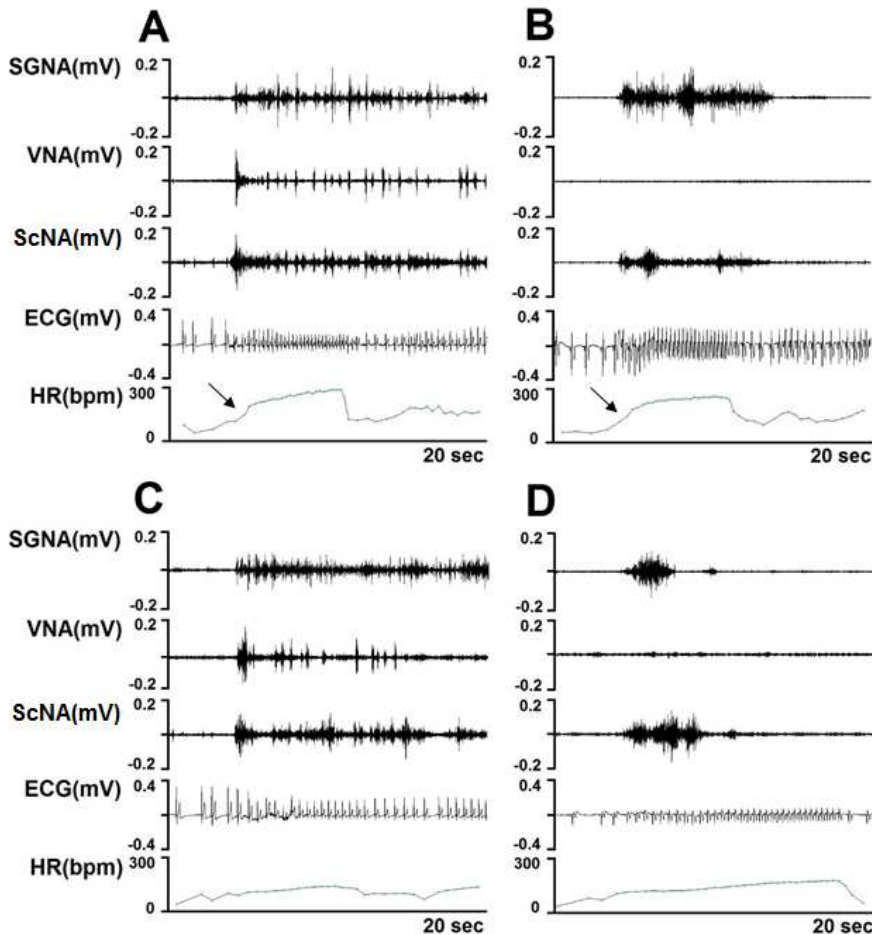 A B
SGNA(mV) 0.2 0.2
-0.2 -0.2
VNA(mV) 0.2 0.2
-0.2 -0.2
ScNA(mV) 0.2 0.2
-0.2 -0.2
ECG(mV) 0.4 0.4
-0.4 -0.4
HR(bpm) 300 300
0 0
20 sec 20 sec
C D
SGNA(mV) 0.2 0.2
-0.2 -0.2
VNA(mV) 0.2 0.2
-0.2 -0.2
ScNA(mV) 0.2 0.2
-0.2 -0.2
ECG(mV) 0.4 0.4
-0.4 -0.4
HR(bpm) 300 300
0 0
20 sec 20 sec